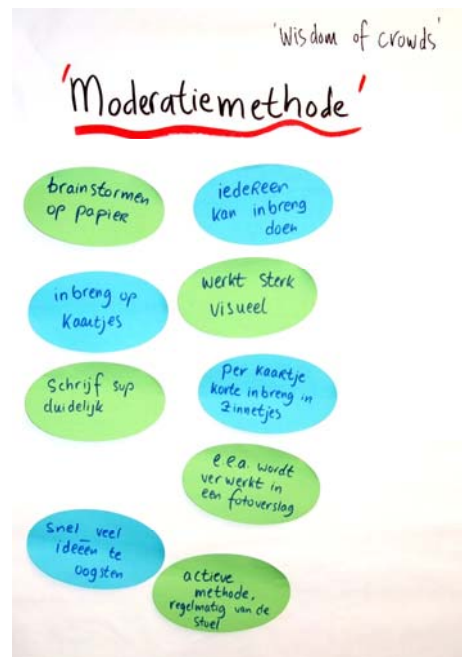 'Wisdom of crowds'
'Moderatiemethode'
brainstormen
op papier
iedereen
kan inbreng
doen
inbreng op
kaartjes
werkt sterk
visueel
Schrijf svp
duidelijk
per kaartje
korte inbreng in
zinnetjes
e.e.a. wordt
verwerkt in
een fotoverslag
snel veel
ideeën te
oogsten
actieve
methode,
regelmatig van de
stoel